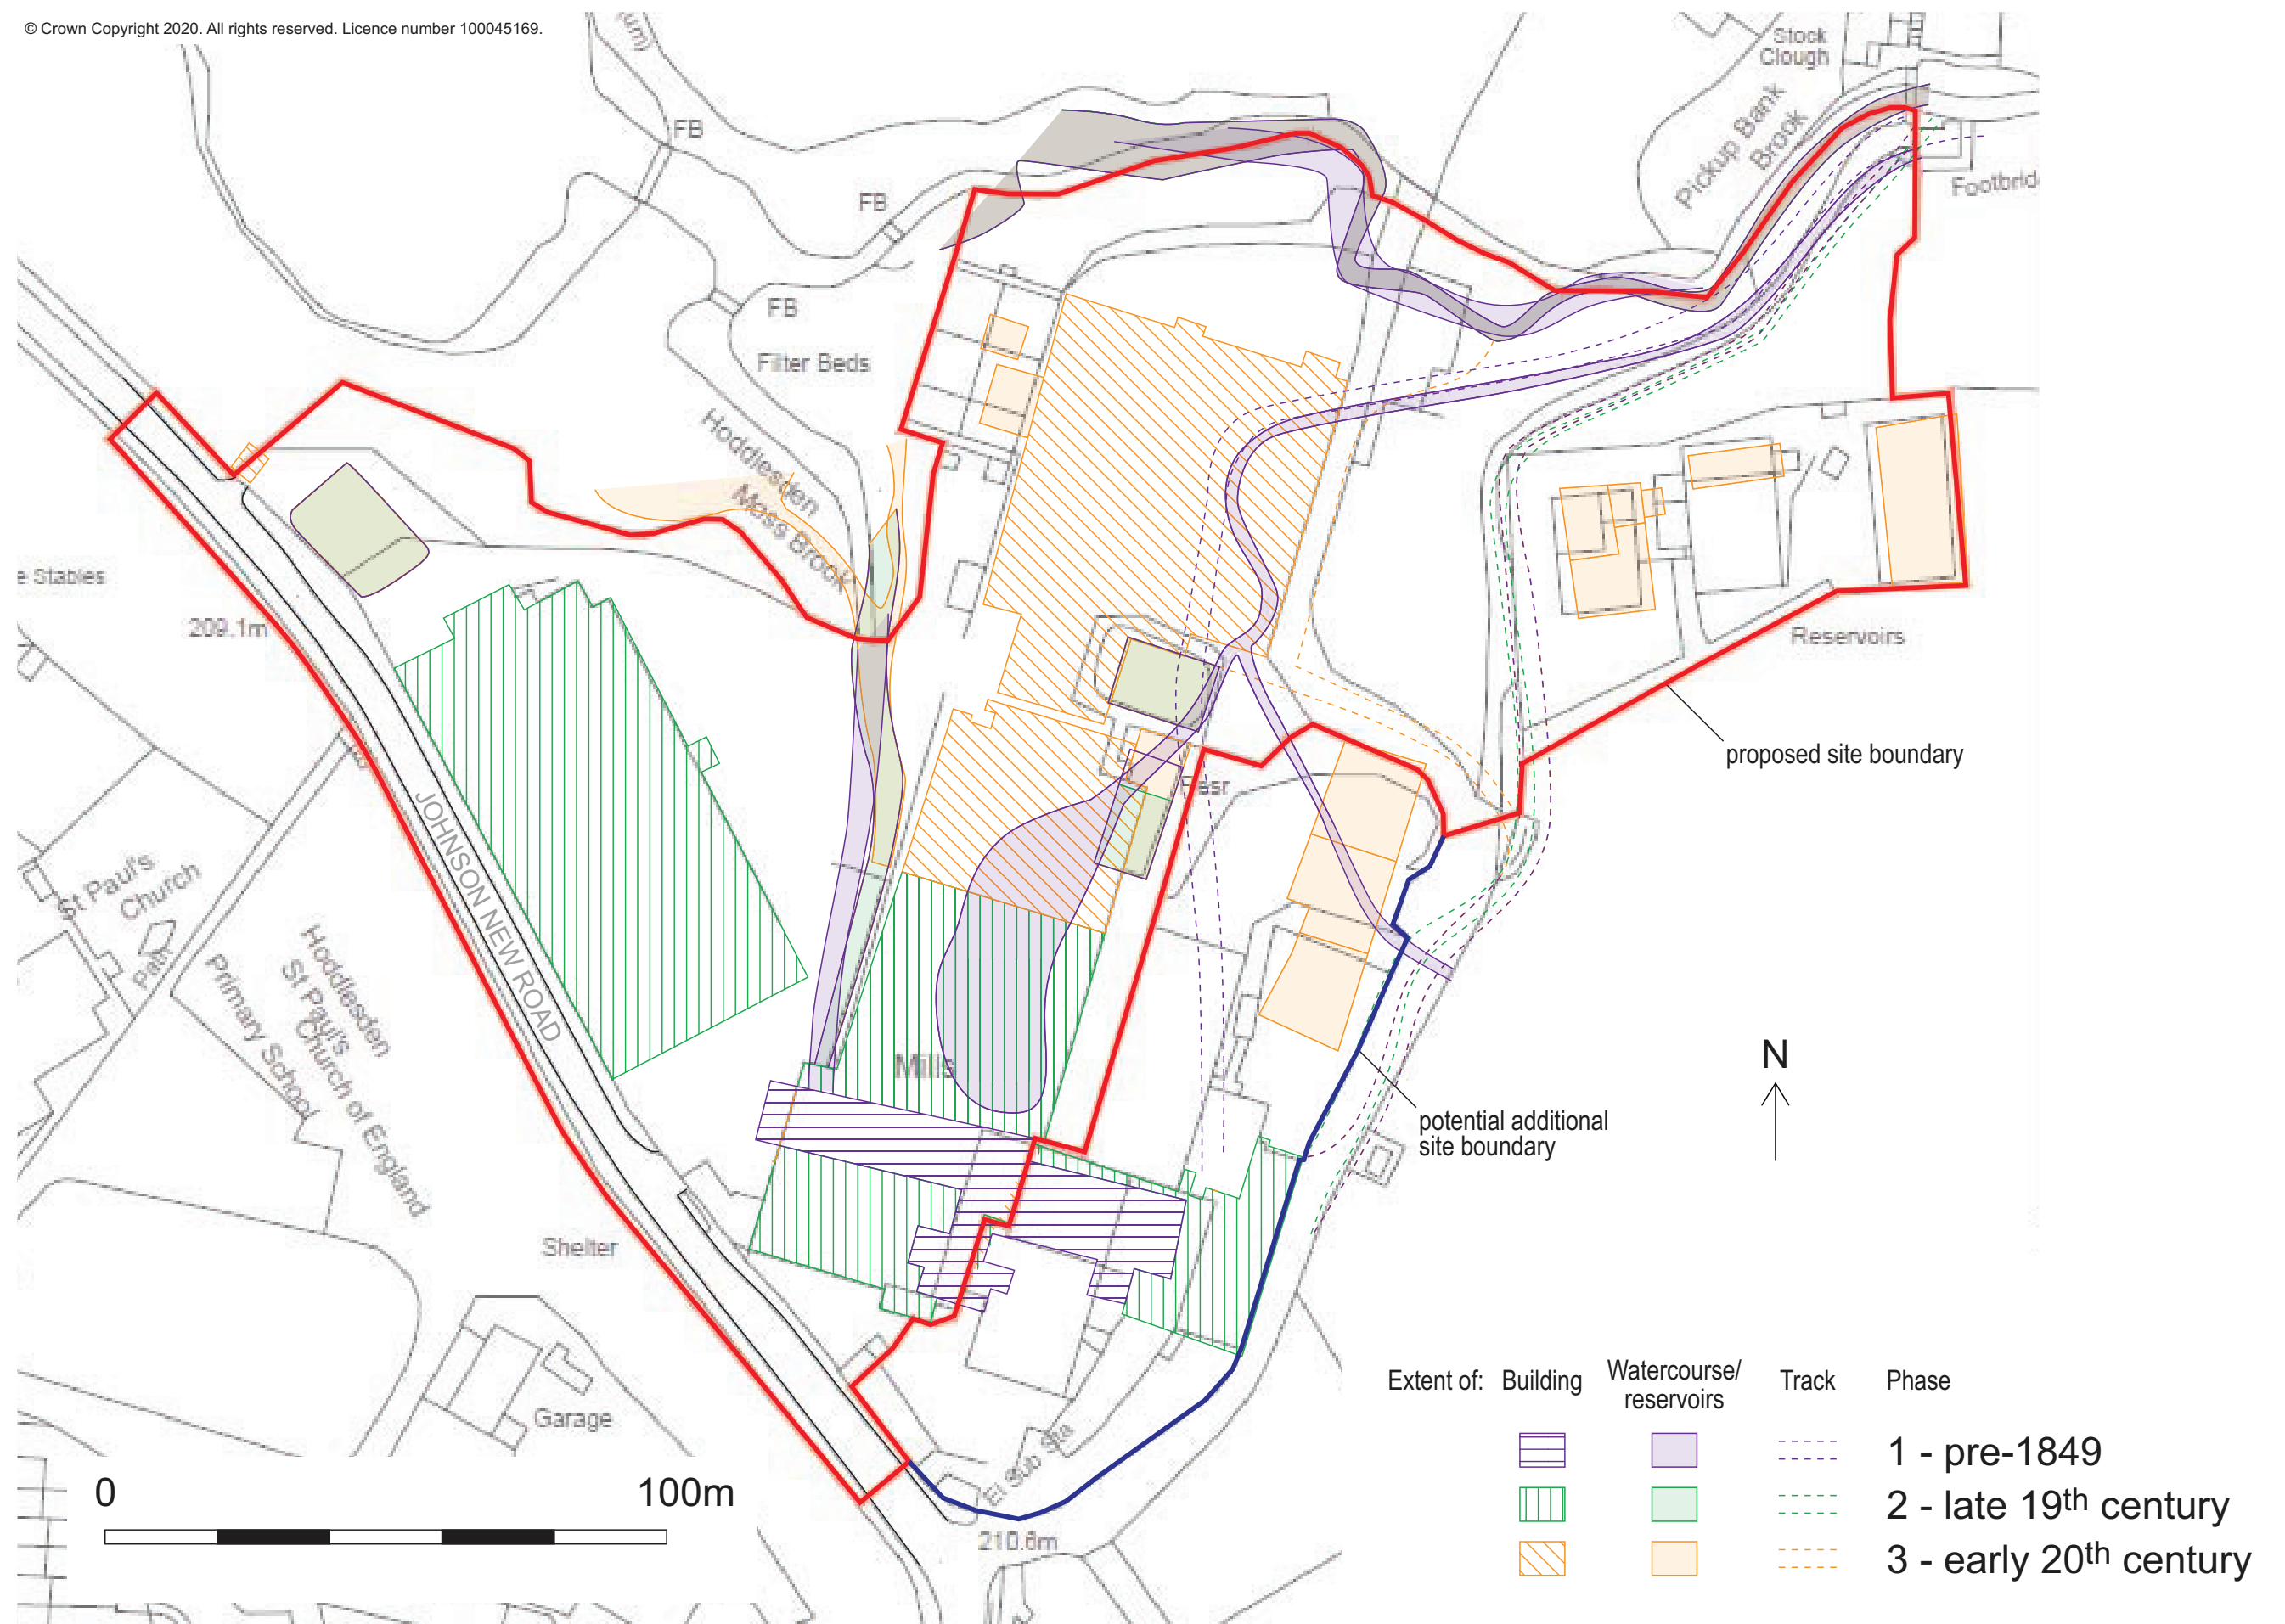 © Crown Copyright 2020. All rights reserved. Licence number 100045169.
Stock
Clough
Pickup Bank
Brook
FB
FB
FB
Filter Beds
Hoddlesden
Moss Brook
e Stables
209.1m
Reservoirs
proposed site boundary
Resr
JOHNSON NEW ROAD
St Paul's
Church
Path
Hoddlesden
St Paul's
Church of England
Primary School
Mills
N
potential additional
site boundary
Shelter
Garage
El Sub Sta
210.6m
0 100m
Extent of: Building Watercourse/
reservoirs Track Phase
1 - pre-1849
2 - late 19th century
3 - early 20th century